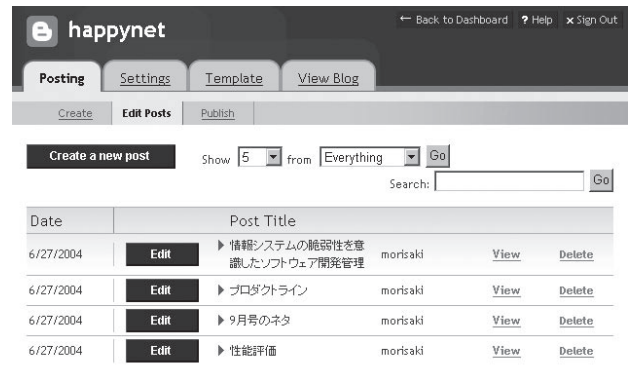 happynet
← Back to Dashboard ? Help × Sign Out
Posting Settings Template View Blog
Create Edit Posts Publish
Create a new post Show 5 from Everything Go
Search: Go
Date Post Title
6/27/2004 Edit ▶ 情報システムの脆弱性を意
識したソフトウェア開発管理 morisaki View Delete
6/27/2004 Edit ▶ プロダクトライン morisaki View Delete
6/27/2004 Edit ▶ 9月号のネタ morisaki View Delete
6/27/2004 Edit ▶ 性能評価 morisaki View Delete